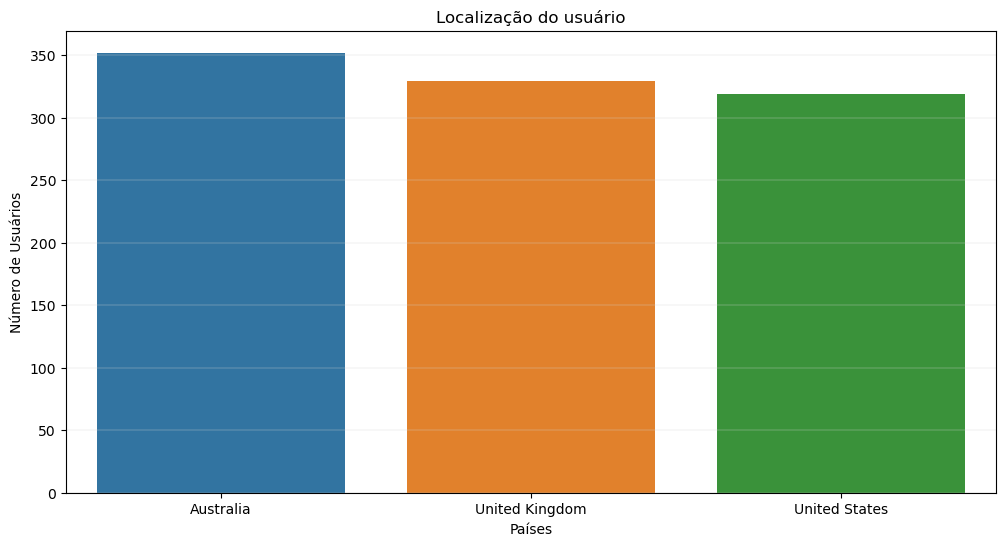 Localização do usuário
Número de Usuários
350
300
250
200
150
100
50
0
Australia
United Kingdom
United States
Países